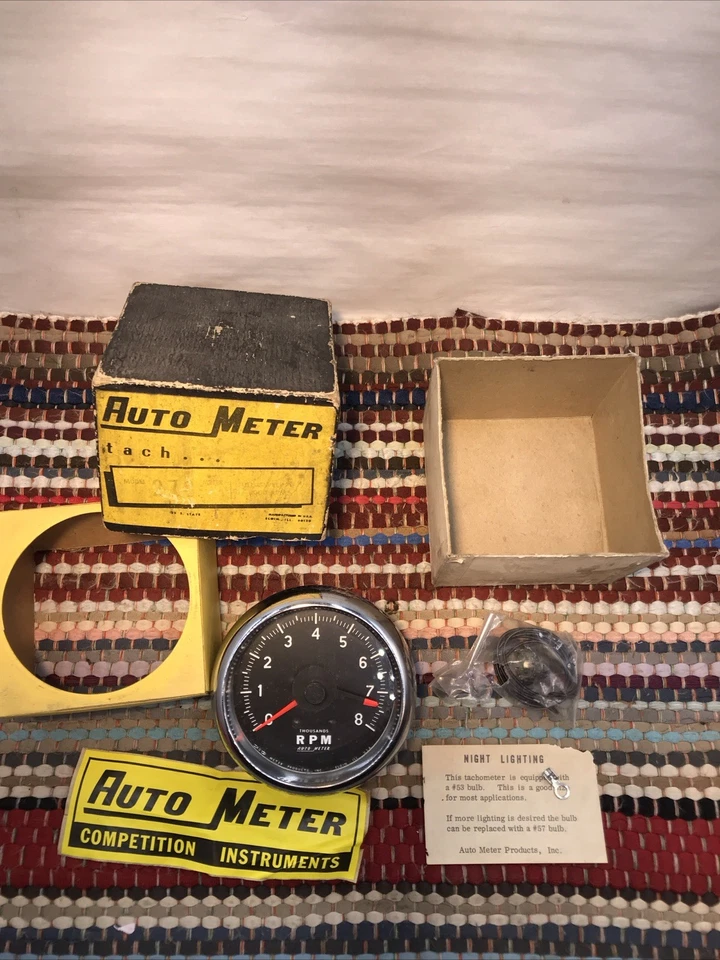 AUTO METER
tach...
AUTO METER
COMPETITION INSTRUMENTS
0
1
2
3
4
5
6
7
8
THOUSANDS
RPM
AUTO METER
NIGHT LIGHTING
This tachometer is equipped with
a #53 bulb. This is a good
for most applications.
If more lighting is desired the bulb
can be replaced with a #57 bulb.
Auto Meter Products, Inc.